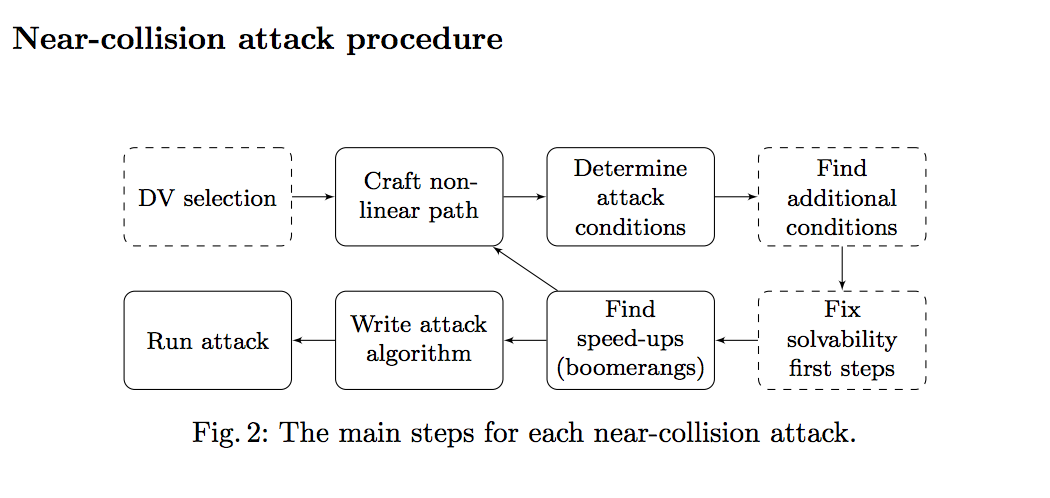 Near-collision attack procedure
DV selection
Craft non-
linear path
Determine
attack
conditions
Find
additional
conditions
Run attack
Write attack
algorithm
Find
speed-ups
(boomerangs)
Fix
solvability
first steps
Fig. 2: The main steps for each near-collision attack.